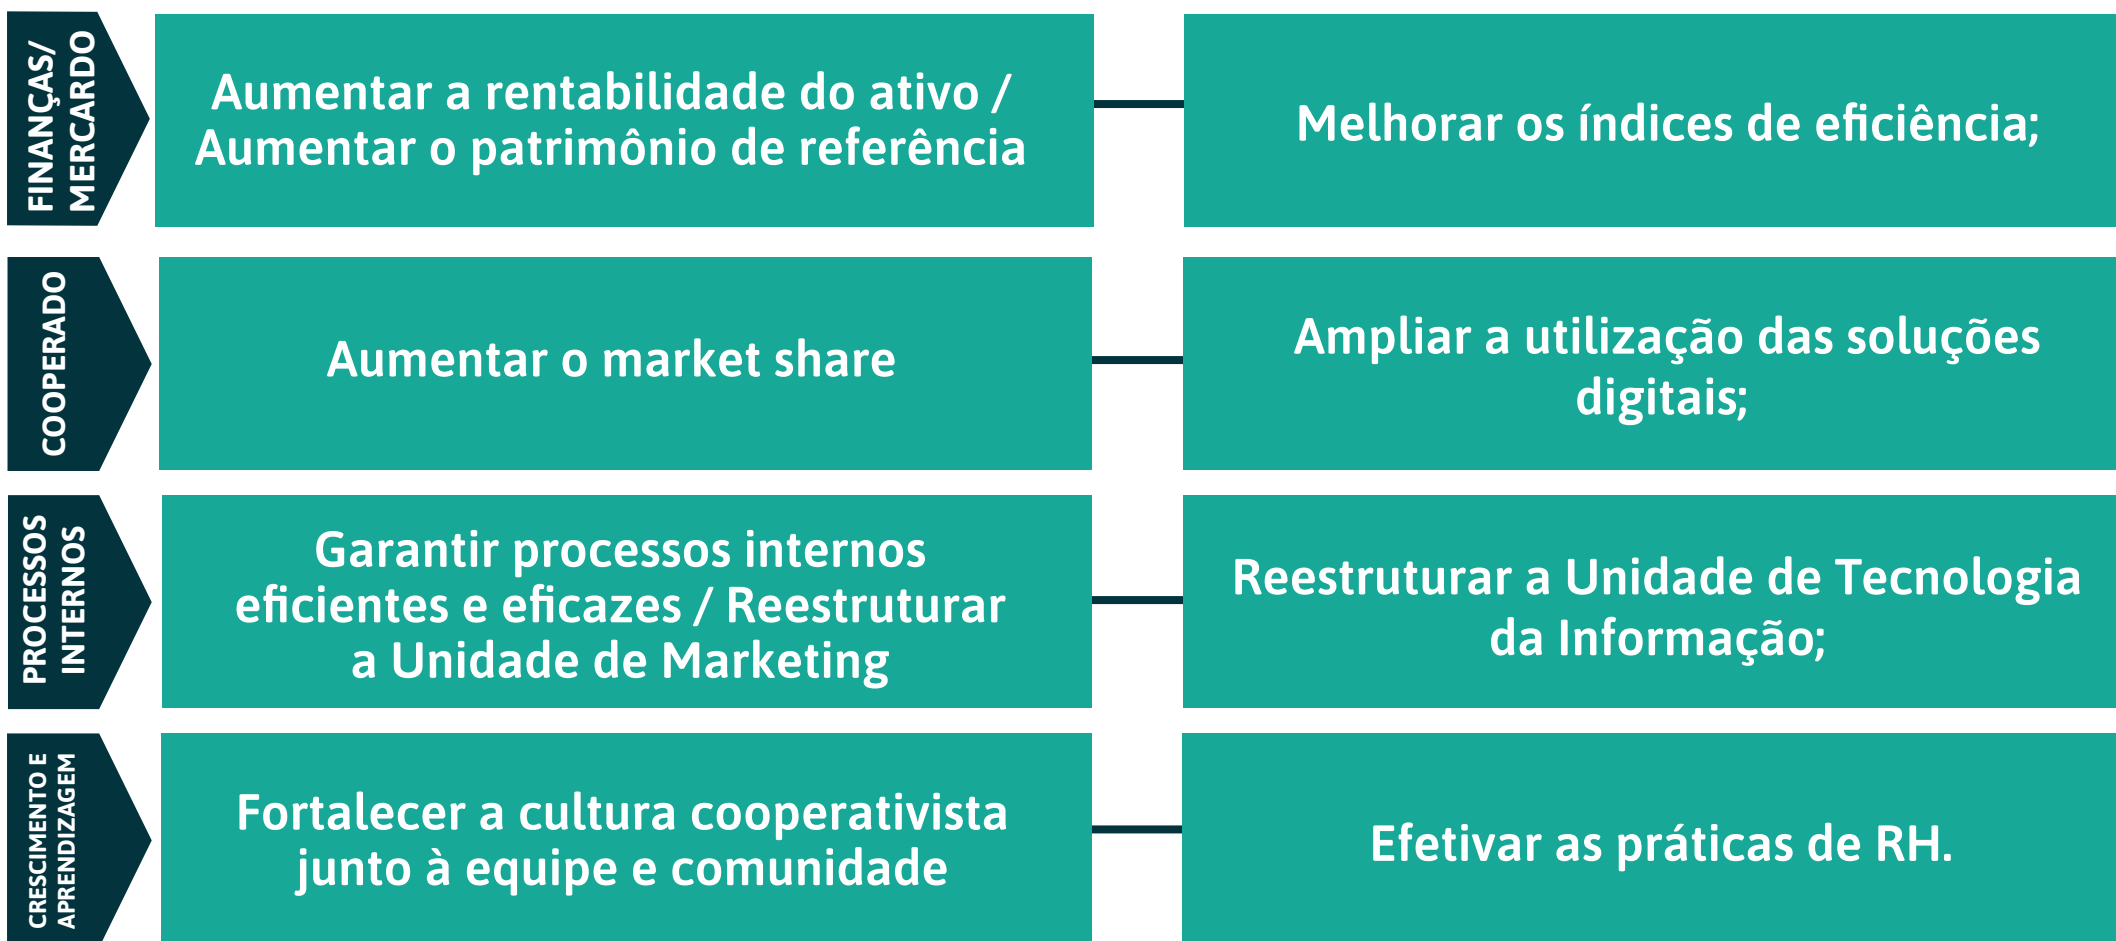 FINANÇAS/
MERCARDO
Aumentar a rentabilidade do ativo /
Aumentar o patrimônio de referência
Melhorar os índices de eficiência;
COOPERADO
Aumentar o market share
Ampliar a utilização das soluções
digitais;
PROCESSOS
INTERNOS
Garantir processos internos
eficientes e eficazes / Reestruturar
a Unidade de Marketing
Reestruturar a Unidade de Tecnologia
da Informação;
CRESCIMENTO E
APRENDIZAGEM
Fortalecer a cultura cooperativista
junto à equipe e comunidade
Efetivar as práticas de RH.